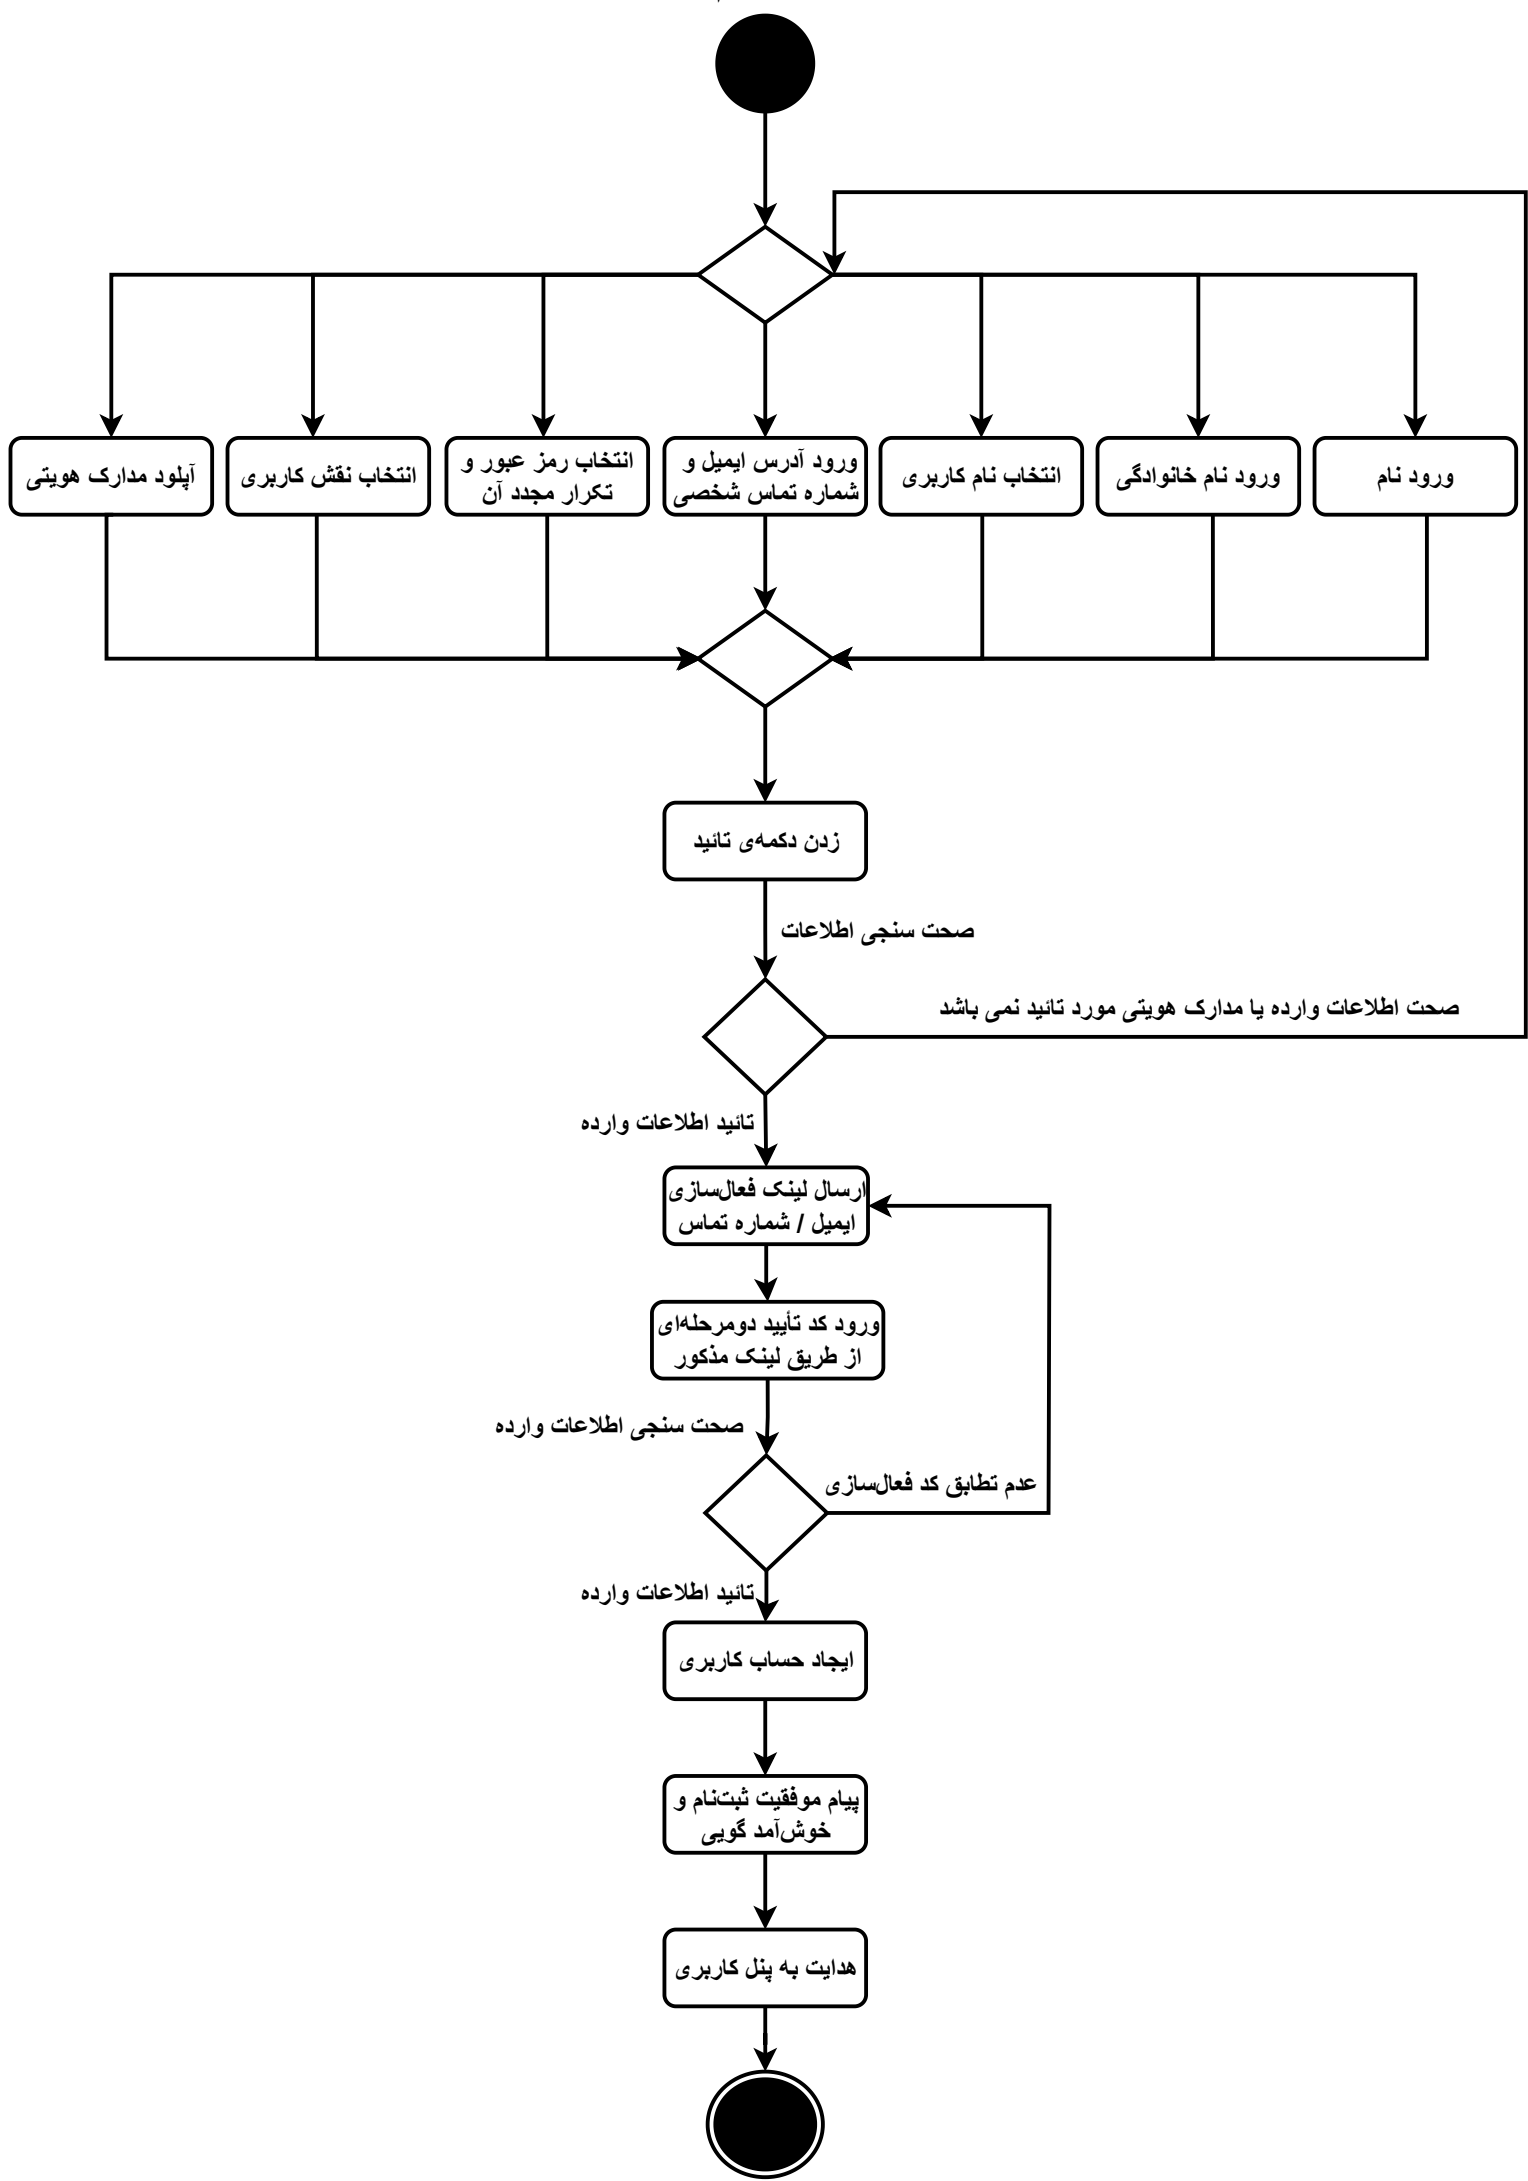 ورود نام
ورود نام خانوادگی
انتخاب نام کاربری
ورود آدرس ایمیل و
شماره تماس شخصی
انتخاب رمز عبور و
تکرار مجدد آن
انتخاب نقش کاربری
آپلود مدارک هویتی
زدن دکمه‌ی تائید
صحت سنجی اطلاعات
صحت اطلاعات وارده یا مدارک هویتی مورد تائید نمی باشد
تائید اطلاعات وارده
ارسال لینک فعال‌سازی
ایمیل / شماره تماس
ورود کد تأیید دومرحله‌ای
از طریق لینک مذکور
صحت سنجی اطلاعات وارده
عدم تطابق کد فعال‌سازی
تائید اطلاعات وارده
ایجاد حساب کاربری
پیام موفقیت ثبت‌نام و
خوش‌آمد گویی
هدایت به پنل کاربری